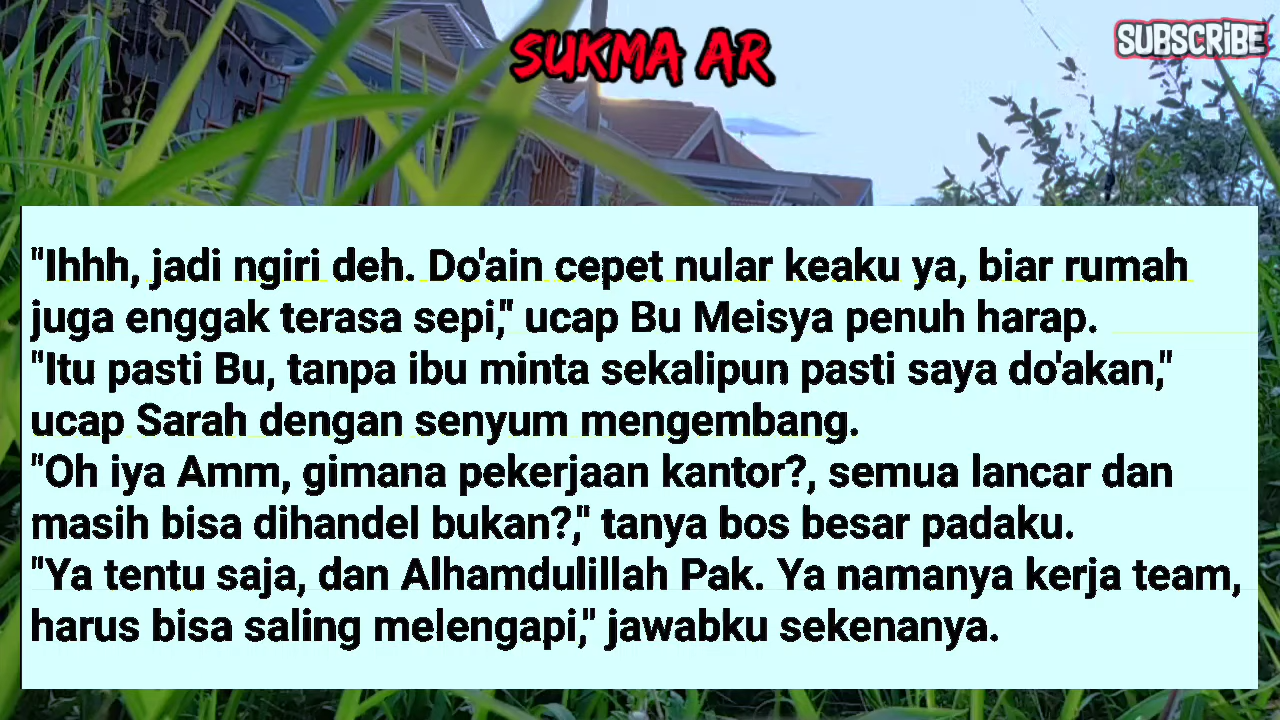 SUKMA AR
SUBSCRIBE
"Ihhh, jadi ngiri deh. Do'ain cepet nular keaku ya, biar rumah
juga enggak terasa sepi," ucap Bu Meisya penuh harap.
"Itu pasti Bu, tanpa ibu minta sekalipun pasti saya do'akan,"
ucap Sarah dengan senyum mengembang.
"Oh iya Amm, gimana pekerjaan kantor?, semua lancar dan
masih bisa dihandel bukan?," tanya bos besar padaku.
"Ya tentu saja, dan Alhamdulillah Pak. Ya namanya kerja team,
harus bisa saling melengapi," jawabku sekenanya.